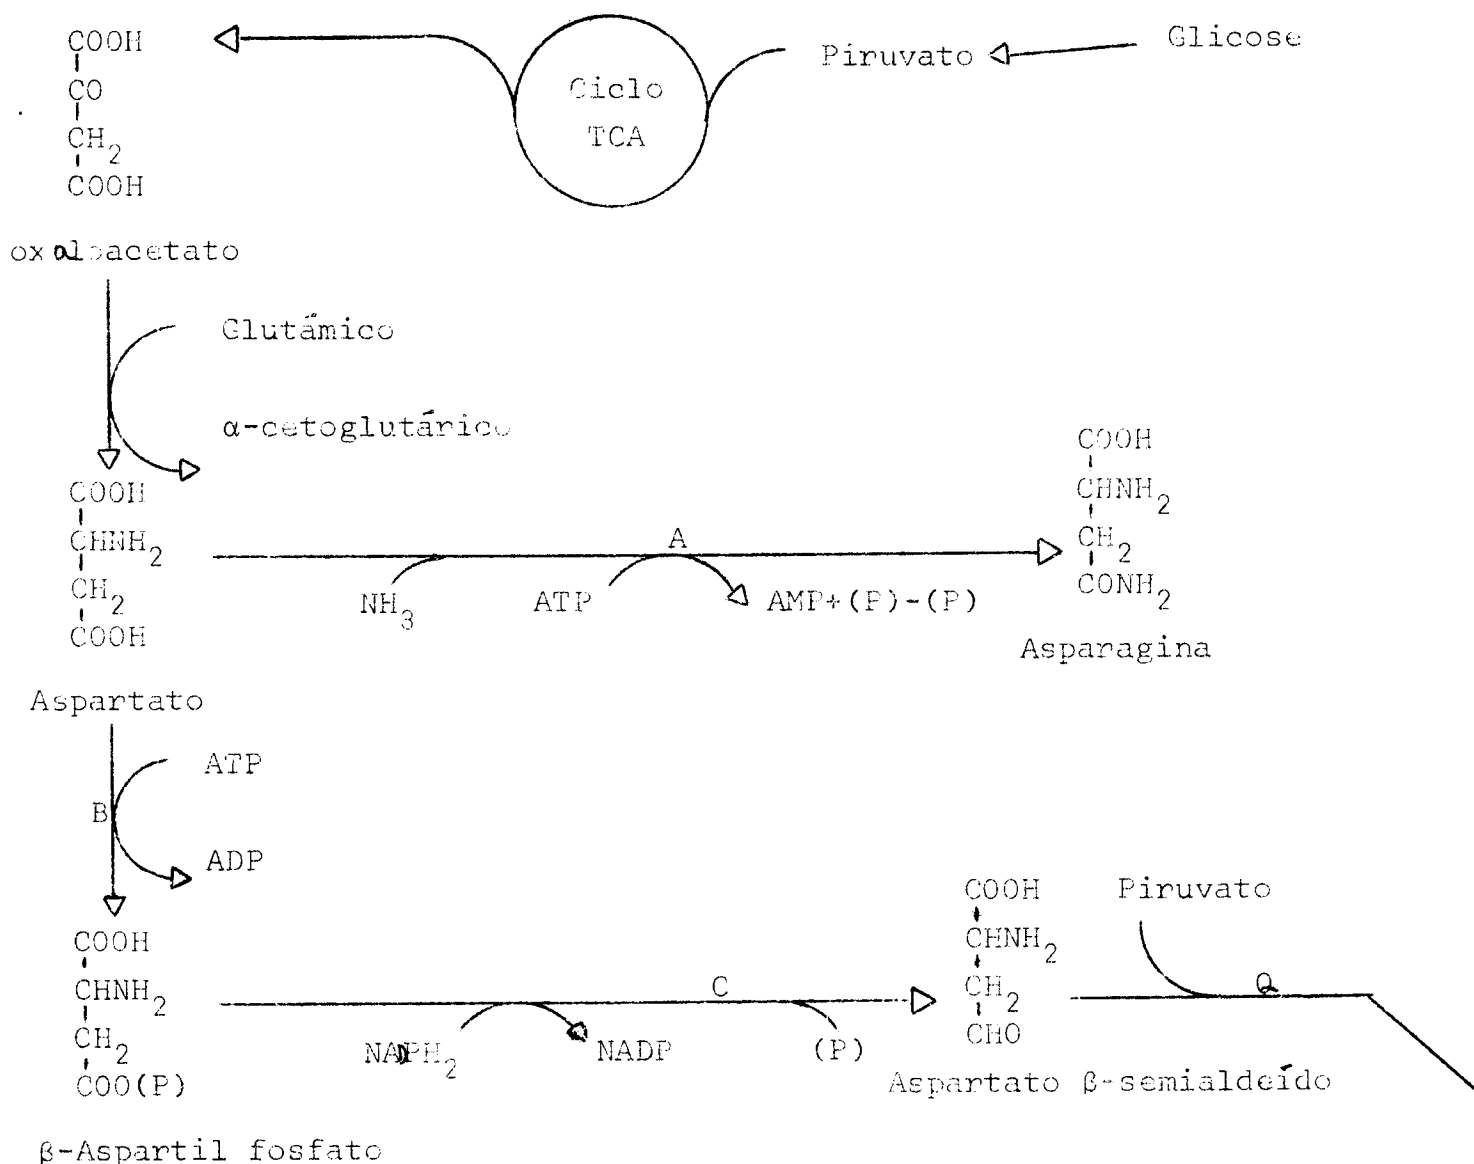 COOH
CO
CH2
COOH
oxaloacetato
Ciclo
TCA
Piruvato
Glicose
Glutámico
α-cetoglutárico
COOH
CHNH2
CH2
COOH
Aspartato
NH3
ATP
A
AMP+(P)-(P)
COOH
CHNH2
CH2
CONH2
Asparagina
ATP
B
ADP
COOH
CHNH2
CH2
COO(P)
β-Aspartil fosfato
NADPH2
NADP
C
(P)
COOH
CHNH2
CH2
CHO
Aspartato β-semialdeído
Piruvato
Q